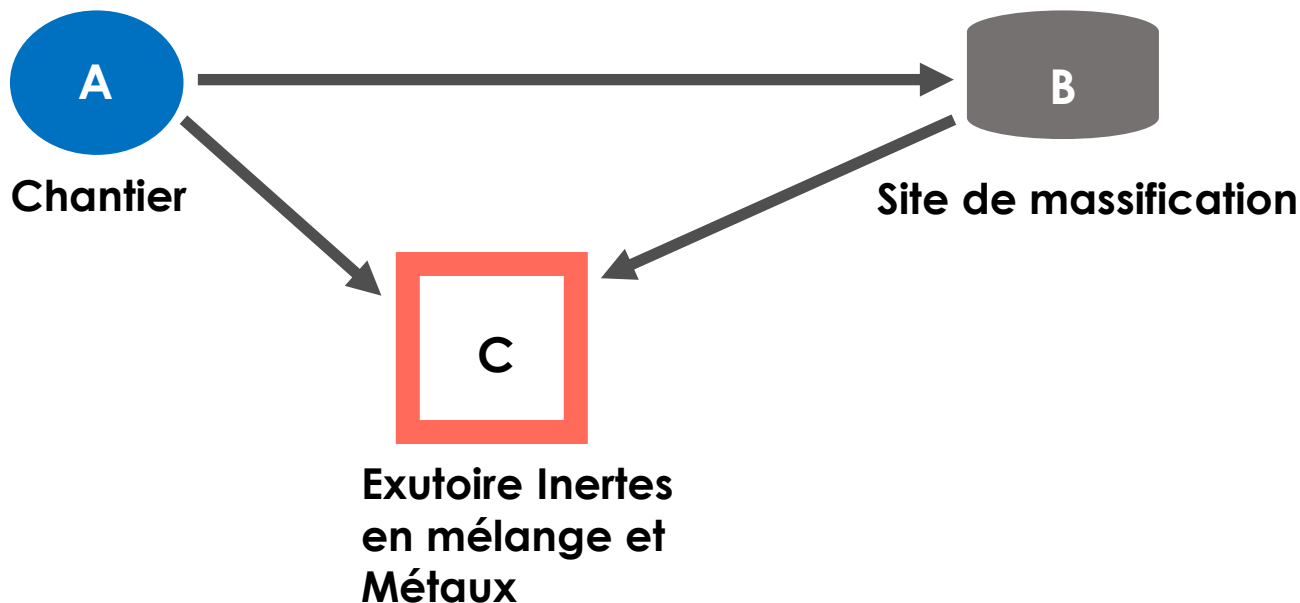 A
B
Chantier
Site de massification
C
Exutoire Inertes
en mélange et
Métaux